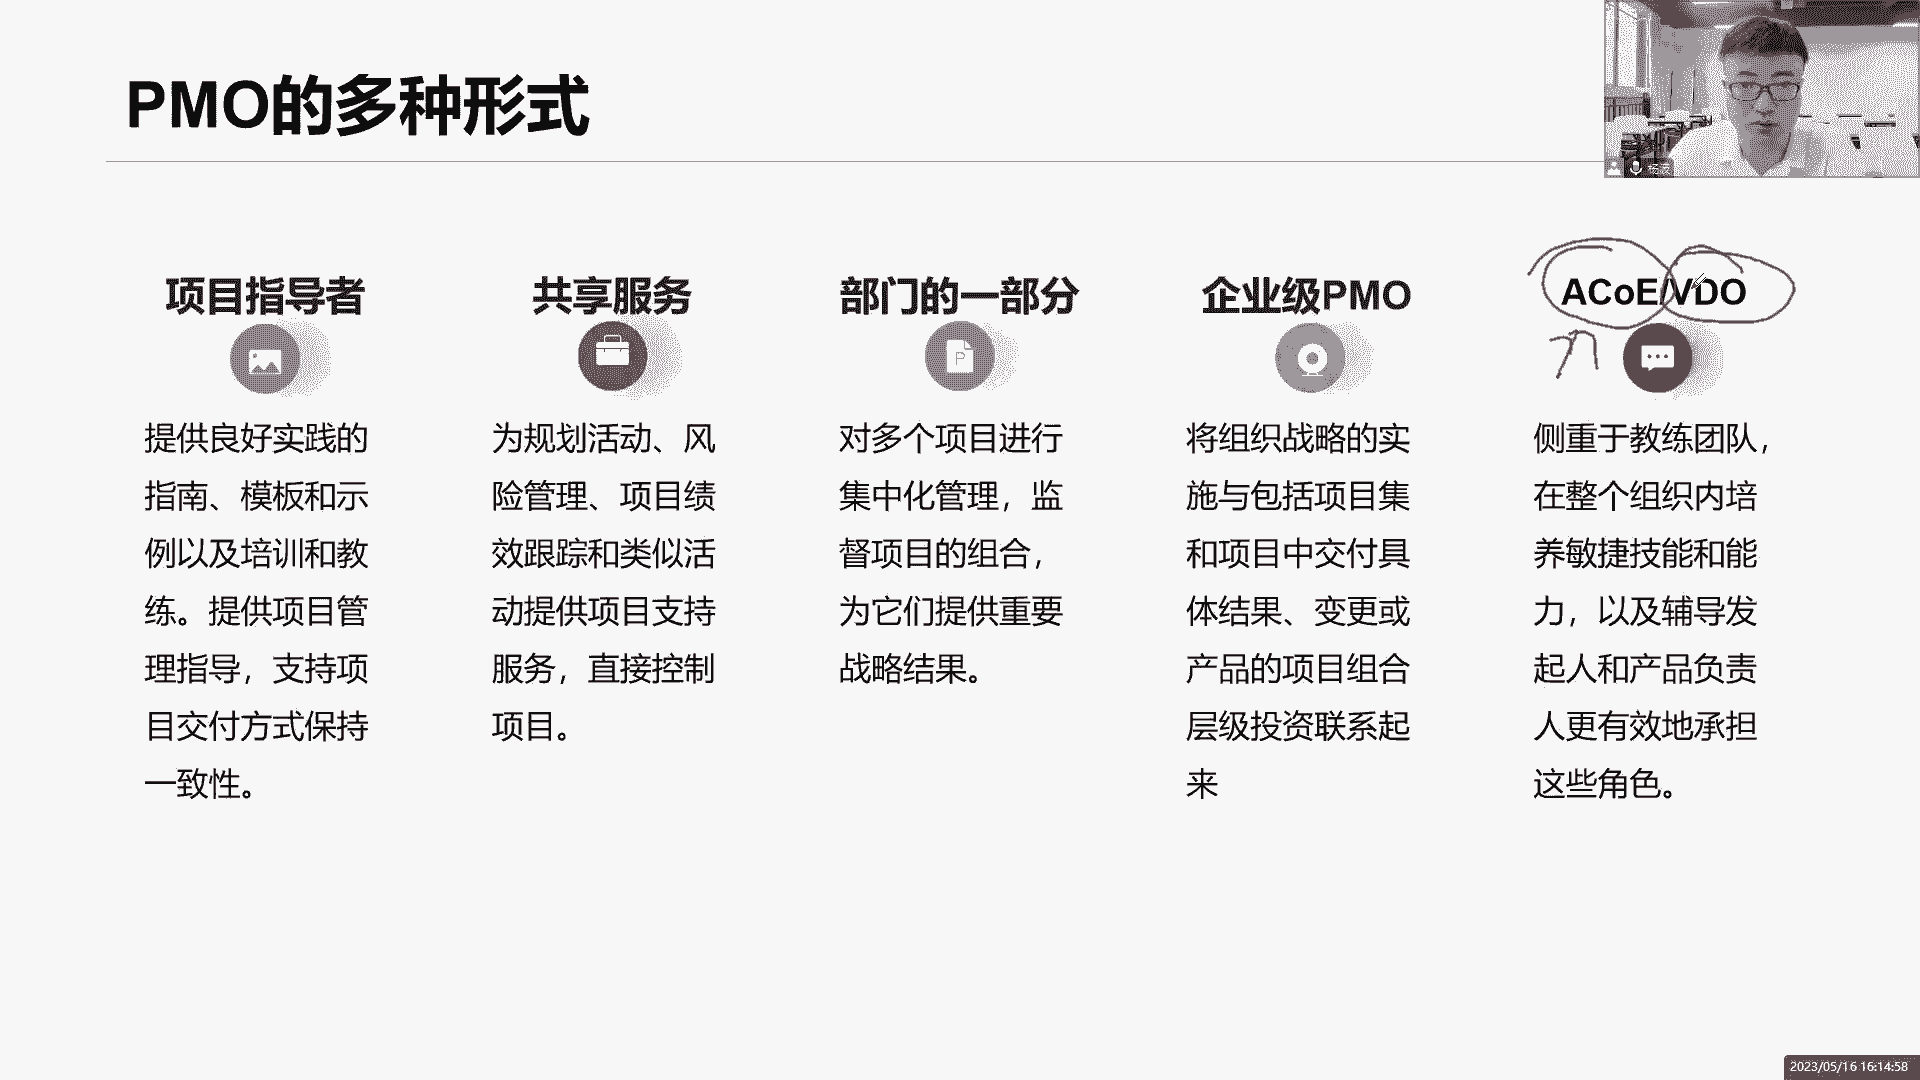 PMO的多种形式
项目指导者
提供良好实践的
指南、模板和示
例以及培训和教
练。提供项目管
理指导，支持项
目交付方式保持
一致性。
共享服务
为规划活动、风
险管理、项目绩
效跟踪和类似活
动提供项目支持
服务，直接控制
项目。
部门的一部分
P
对多个项目进行
集中化管理，监
督项目的组合，
为它们提供重要
战略结果。
企业级PMO
将组织战略的实
施与包括项目集
和项目中交付具
体结果、变更或
产品的项目组合
层级投资联系起
来
ACoE/VDO
侧重于教练团队，
在整个组织内培
养敏捷技能和能
力，以及辅导发
起人和产品负责
人更有效地承担
这些角色。
2023/05/16 16:14:58